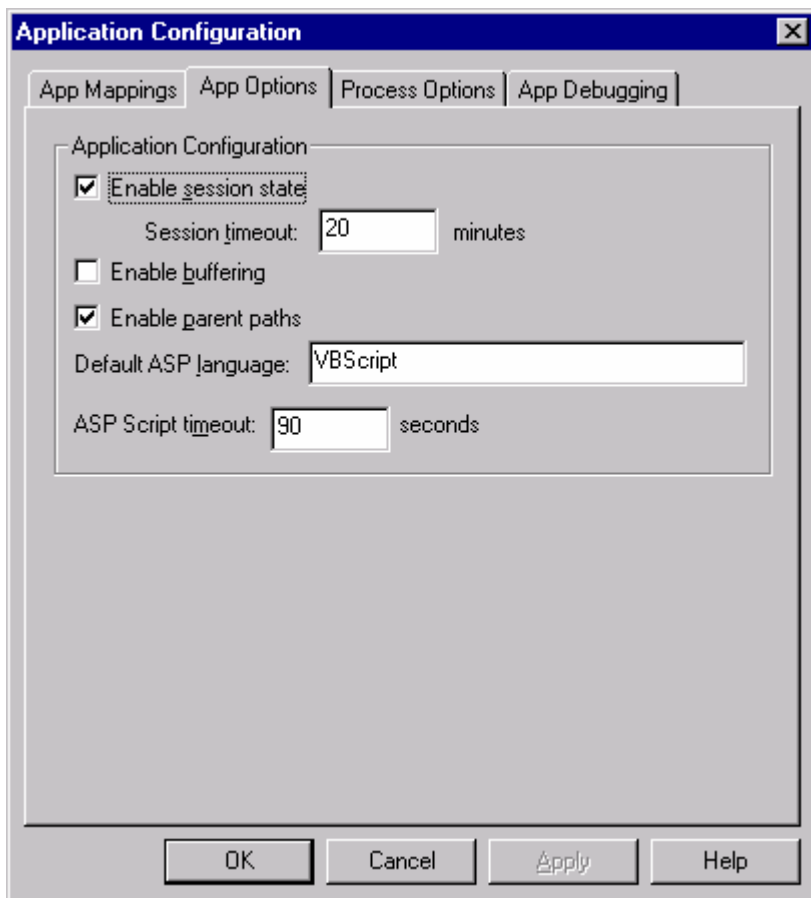 Application Configuration
App Mappings App Options Process Options App Debugging
Application Configuration
Enable session state
Session timeout: 20 minutes
Enable buffering
Enable parent paths
Default ASP language: VBScript
ASP Script timeout: 90 seconds
OK Cancel Apply Help